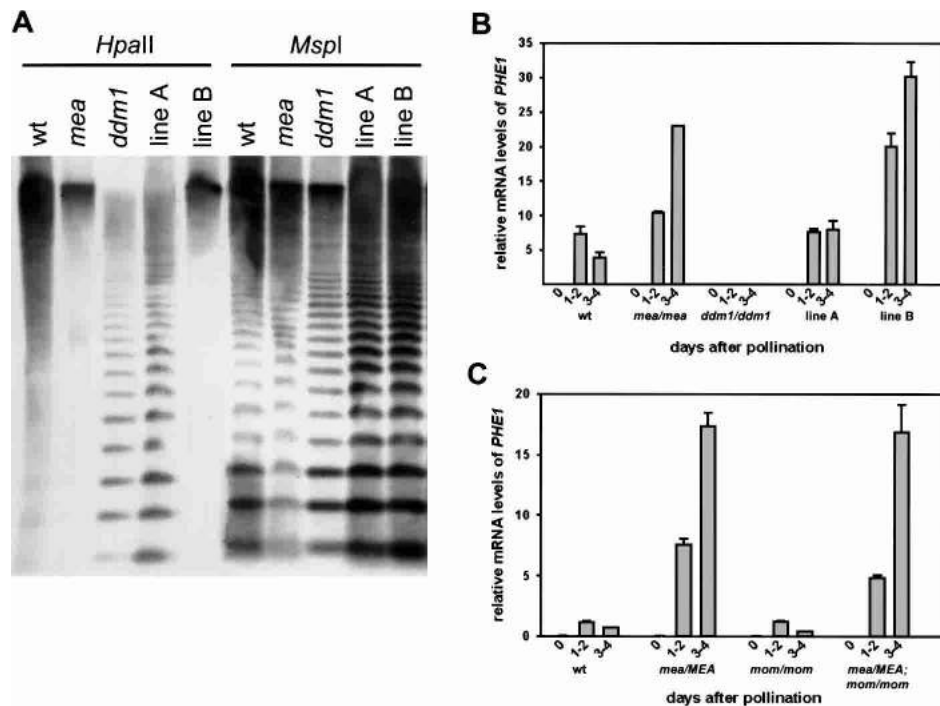 A
HpaII
MspI
wt
mea
ddm1
line A
line B
wt
mea
ddm1
line A
line B
B
relative mRNA levels of PHE1
35
30
25
20
15
10
5
0 1-2 3-4 0 1-2 3-4 0 1-2 3-4 0 1-2 3-4 0 1-2 3-4
wt mea/mea ddm1/ddm1 line A line B
days after pollination
C
relative mRNA levels of PHE1
20
15
10
5
0
0 1-2 3-4 0 1-2 3-4 0 1-2 3-4 0 1-2 3-4
wt mea/MEA mom/mom mea/MEA;
mom/mom
days after pollination